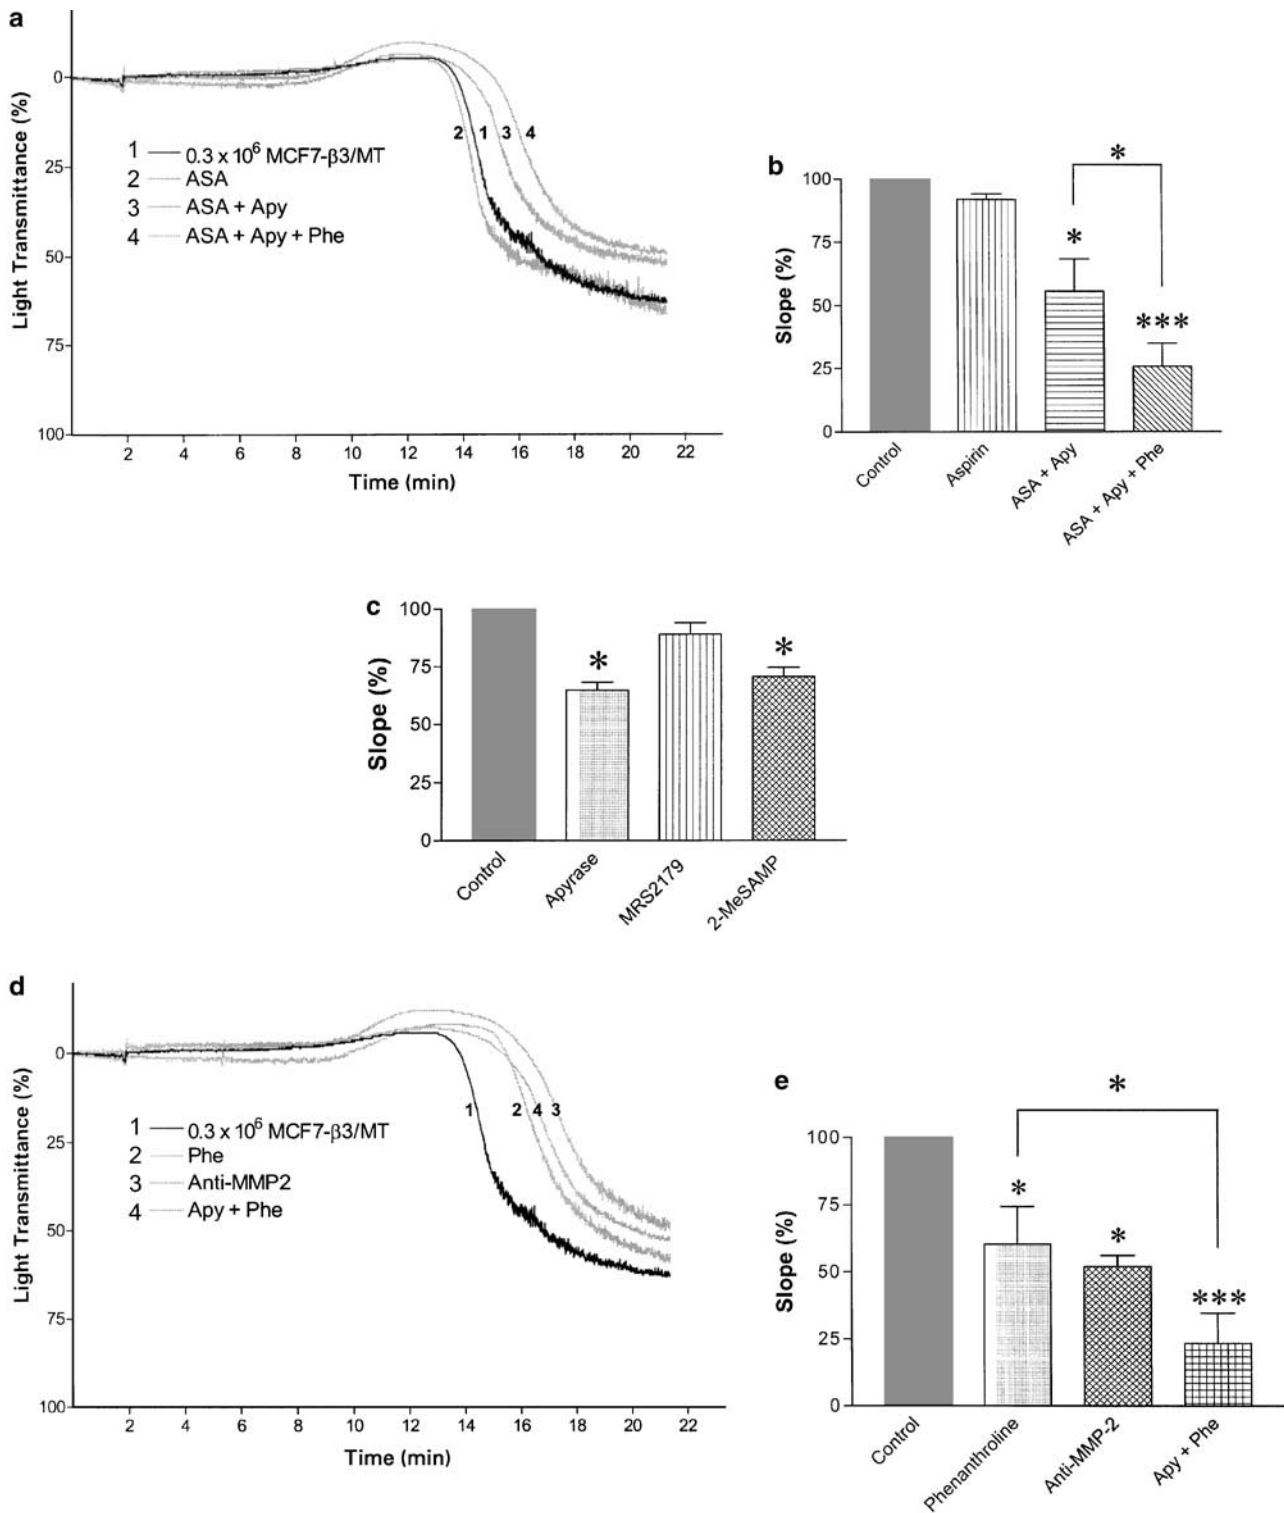 a
Light Transmittance (%)
0
25
50
75
100
1 0.3 x 10⁶ MCF7-β3/MT
2 ASA
3 ASA + Apy
4 ASA + Apy + Phe
2 1 3 4
2 4 6 8 10 12 14 16 18 20 22
Time (min)
b
Slope (%)
100
75
50
25
0
*
*
***
Control
Aspirin
ASA + Apy
ASA + Apy + Phe
c
Slope (%)
100
75
50
25
0
*
*
Control
Apyrase
MRS2179
2-MeSAMP
d
Light Transmittance (%)
0
25
50
75
100
1 0.3 x 10⁶ MCF7-β3/MT
2 Phe
3 Anti-MMP2
4 Apy + Phe
1 2 4 3
2 4 6 8 10 12 14 16 18 20 22
Time (min)
e
Slope (%)
100
75
50
25
0
*
*
*
***
Control
Phenanthroline
Anti-MMP-2
Apy + Phe